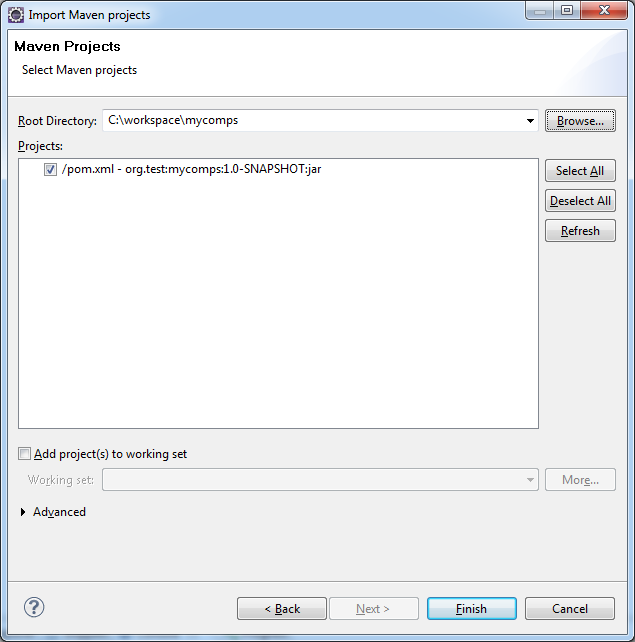 Import Maven projects
Maven Projects
Select Maven projects
Root Directory: C:\workspace\mycomps Browse...
Projects:
/pom.xml - org.test:mycomps:1.0-SNAPSHOT:jar Select All
Deselect All
Refresh
Add project(s) to working set
Working set: More...
Advanced
? < Back Next > Finish Cancel